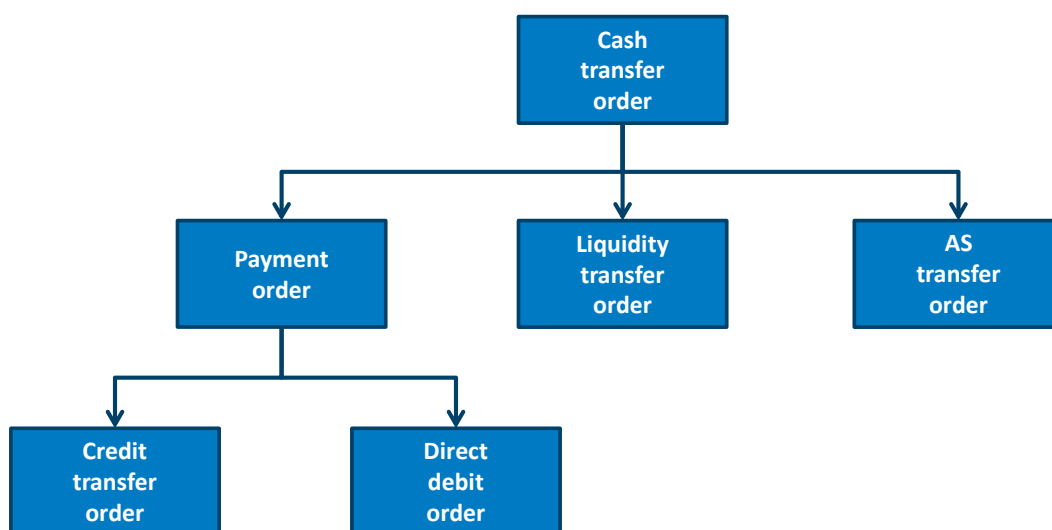 Cash
transfer
order
Payment
order
Liquidity
transfer
order
AS
transfer
order
Credit
transfer
order
Direct
debit
order